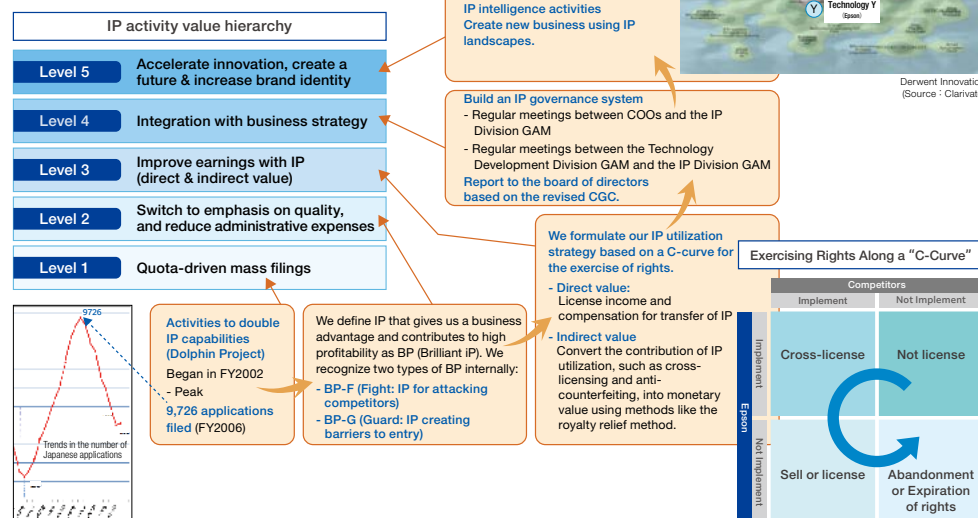 IP activity value hierarchy
Level 5
Accelerate innovation, create a
future & increase brand identity
Level 4
Integration with business strategy
Level 3
Improve earnings with IP
(direct & indirect value)
Level 2
Switch to emphasis on quality,
and reduce administrative expenses
Level 1
Quota-driven mass filings
IP intelligence activities
Create new business using IP
landscapes.
Y
Technology Y
(Epson)
Derwent Innovatio
(Source : Clarivat
Build an IP governance system
- Regular meetings between COOs and the IP
Division GAM
- Regular meetings between the Technology
Development Division GAM and the IP Division GAM
Report to the board of directors
based on the revised CGC.
We formulate our IP utilization
strategy based on a C-curve for
the exercise of rights.
- Direct value:
License income and
compensation for transfer of IP
- Indirect value
Convert the contribution of IP
utilization, such as cross-
licensing and anti-
counterfeiting, into monetary
value using methods like the
royalty relief method.
9726
Trends in the number of
Japanese applications
Activities to double
IP capabilities
(Dolphin Project)
Began in FY2002
- Peak
9,726 applications
filed (FY2006)
We define IP that gives us a business
advantage and contributes to high
profitability as BP (Brilliant iP). We
recognize two types of BP internally:
- BP-F (Fight: IP for attacking
competitors)
- BP-G (Guard: IP creating
barriers to entry)
Exercising Rights Along a "C-Curve"
Competitors
Implement
Not Implement
Epson
Implement
Cross-license
Not license
Not Implement
Sell or license
Abandonment
or Expiration
of rights